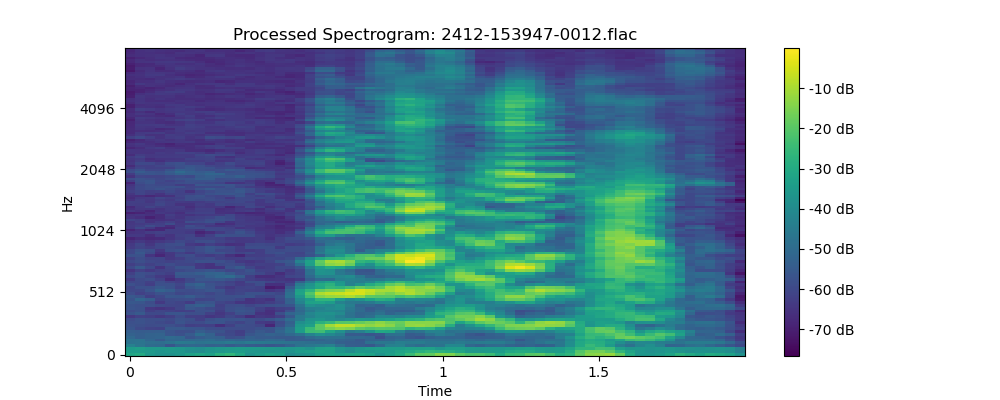 Processed Spectrogram: 2412-153947-0012.flac
Hz
4096
2048
1024
512
0
0
0.5
1
1.5
Time
-10 dB
-20 dB
-30 dB
-40 dB
-50 dB
-60 dB
-70 dB